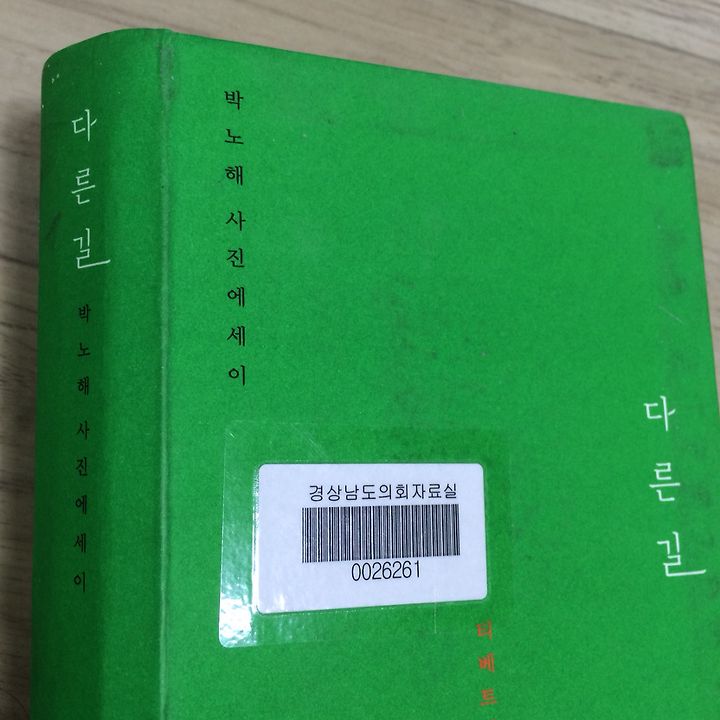 다른 길
박노해 사진에세이
박노해 사진에세이
경상남도의회자료실
0026261
다른 길
티베트